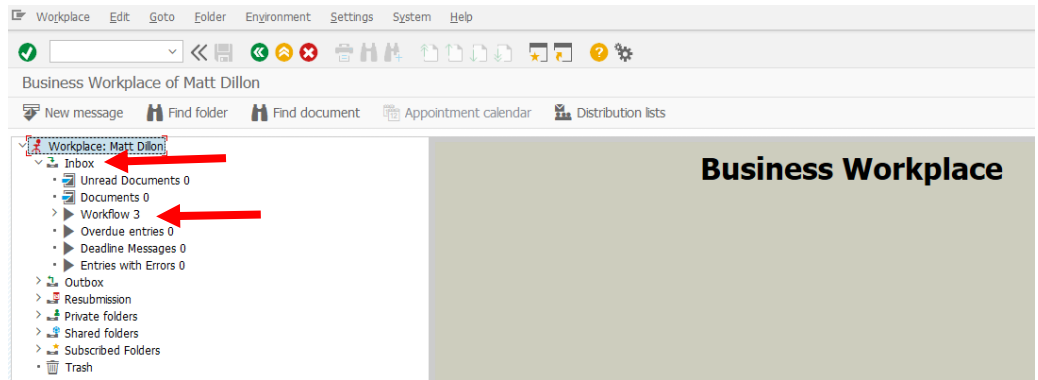 Workplace Edit Goto Folder Environment Settings System Help
Business Workplace of Matt Dillon
New message Find folder Find document Appointment calendar Distribution lists
Workplace: Matt Dillon
Inbox
Unread Documents 0
Documents 0
Workflow 3
Overdue entries 0
Deadline Messages 0
Entries with Errors 0
Outbox
Resubmission
Private folders
Shared folders
Subscribed Folders
Trash
Business Workplace